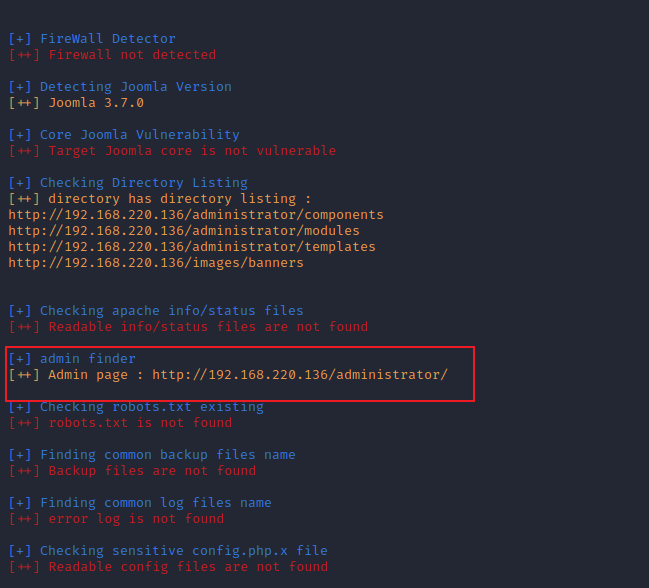 [+] FireWall Detector
[++] Firewall not detected
[+] Detecting Joomla Version
[++] Joomla 3.7.0
[+] Core Joomla Vulnerability
[++] Target Joomla core is not vulnerable
[+] Checking Directory Listing
[++] directory has directory listing :
http://192.168.220.136/administrator/components
http://192.168.220.136/administrator/modules
http://192.168.220.136/administrator/templates
http://192.168.220.136/images/banners
[+] Checking apache info/status files
[++] Readable info/status files are not found
[+] admin finder
[++] Admin page : http://192.168.220.136/administrator/
[+] Checking robots.txt existing
[++] robots.txt is not found
[+] Finding common backup files name
[++] Backup files are not found
[+] Finding common log files name
[++] error log is not found
[+] Checking sensitive config.php.x file
[++] Readable config files are not found